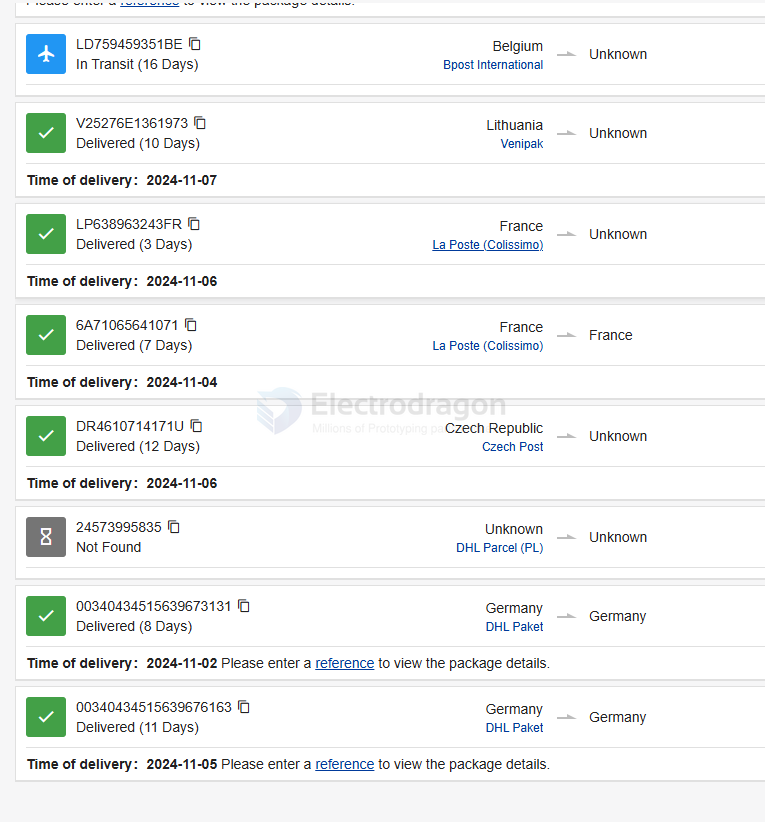 Please enter a reference to view the package details.
LD759459351BE
In Transit (16 Days)
Belgium
Bpost International
Unknown
V25276E1361973
Delivered (10 Days)
Lithuania
Venipak
Unknown
Time of delivery: 2024-11-07
LP638963243FR
Delivered (3 Days)
France
La Poste (Colissimo)
Unknown
Time of delivery: 2024-11-06
6A71065641071
Delivered (7 Days)
France
La Poste (Colissimo)
France
Time of delivery: 2024-11-04
Electrodragon
Millions of Prototyping
DR4610714171U
Delivered (12 Days)
Czech Republic
Czech Post
Unknown
Time of delivery: 2024-11-06
24573995835
Not Found
Unknown
DHL Parcel (PL)
Unknown
00340434515639673131
Delivered (8 Days)
Germany
DHL Paket
Germany
Time of delivery: 2024-11-02 Please enter a reference to view the package details.
00340434515639676163
Delivered (11 Days)
Germany
DHL Paket
Germany
Time of delivery: 2024-11-05 Please enter a reference to view the package details.